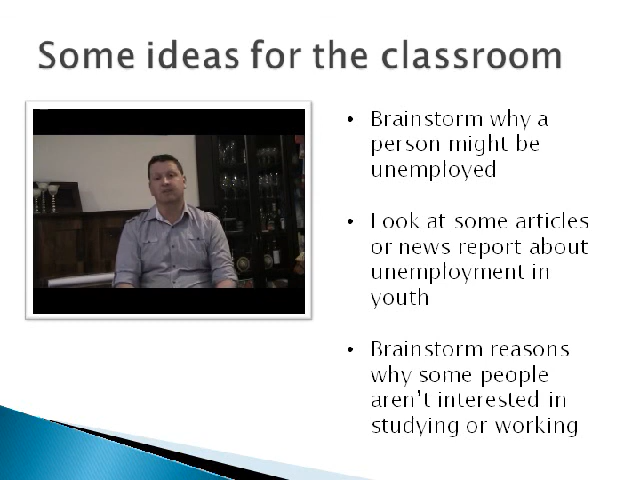 Some ideas for the classroom
• Brainstorm why a
person might be
unemployed
• Look at some articles
or news report about
unemployment in
youth
• Brainstorm reasons
why some people
aren't interested in
studying or working